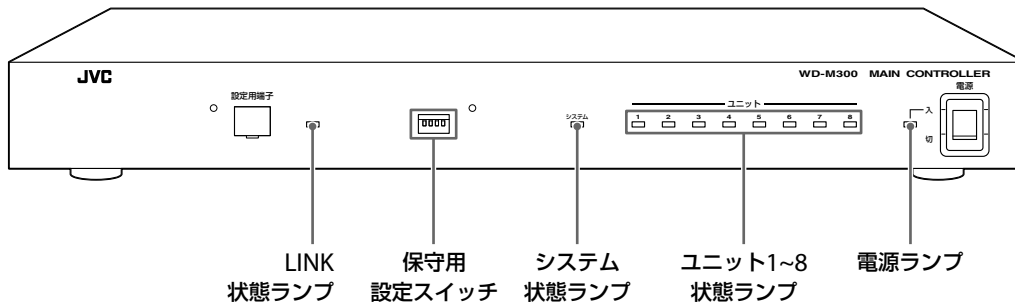 JVC
WD-M300 MAIN CONTROLLER
電源
設定用端子
システム
ユニット
1 2 3 4 5 6 7 8
入
切
LINK
状態ランプ
保守用
設定スイッチ
システム
状態ランプ
ユニット1~8
状態ランプ
電源ランプ